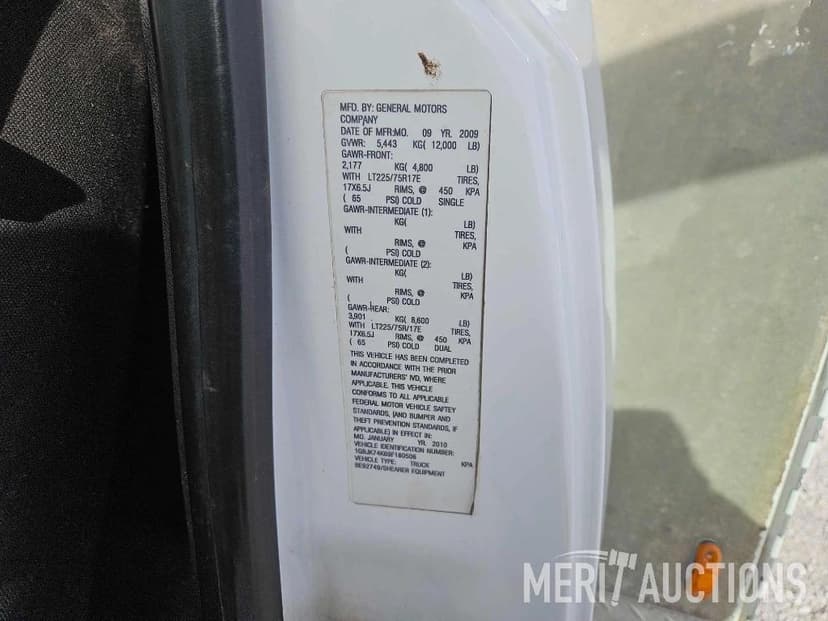 MFD. BY: GENERAL MOTORS
COMPANY
DATE OF MFR:MO. 09 YR. 2009
GVWR: 5,443 KG( 12,000 LB)
GAWR-FRONT:
2,177 KG( 4,800 LB)
WITH LT225/75R17E TIRES,
17X6.5J RIMS, @ 450 KPA
( 65 PSI) COLD SINGLE
GAWR-INTERMEDIATE (1):
KG( LB)
WITH TIRES,
RIMS, @ KPA
( PSI) COLD
GAWR-INTERMEDIATE (2):
KG( LB)
WITH TIRES,
RIMS, @ KPA
( PSI) COLD
GAWR-REAR:
3,901 KG( 8,600 LB)
WITH LT225/75R/17E TIRES,
17X6.5J RIMS, @ 450 KPA
( 65 PSI) COLD DUAL
THIS VEHICLE HAS BEEN COMPLETED
IN ACCORDANCE WITH THE PRIOR
MANUFACTURERS' IVD, WHERE
APPLICABLE. THIS VEHICLE
CONFORMS TO ALL APPLICABLE
FEDERAL MOTOR VEHICLE SAFTEY
STANDARDS, (AND BUMPER AND
THEFT PREVENTION STANDARDS, IF
APPLICABLE) IN EFFECT IN:
MO. JANUARY YR. 2010
VEHICLE IDENTIFICATION NUMBER:
VEHICLE TYPE: TRUCK KPA
BE92749/SHEARER EQUIPMENT
MERIT AUCTIONS